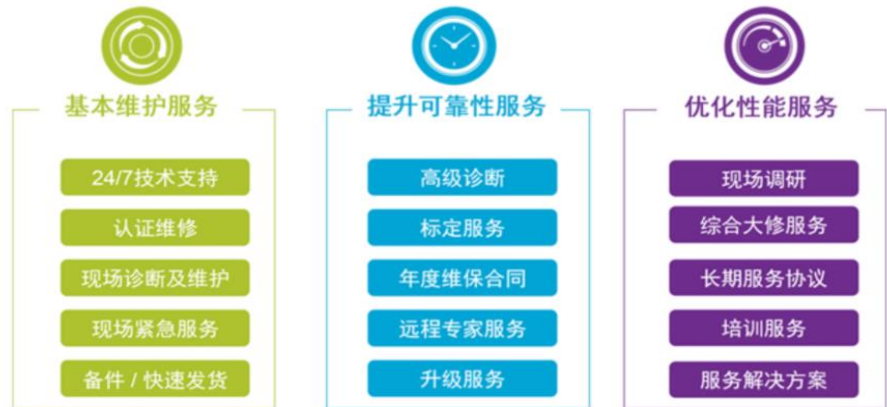 基本维护服务
24/7技术支持
认证维修
现场诊断及维护
现场紧急服务
备件 / 快速发货
提升可靠性服务
高级诊断
标定服务
年度维保合同
远程专家服务
升级服务
优化性能服务
现场调研
综合大修服务
长期服务协议
培训服务
服务解决方案